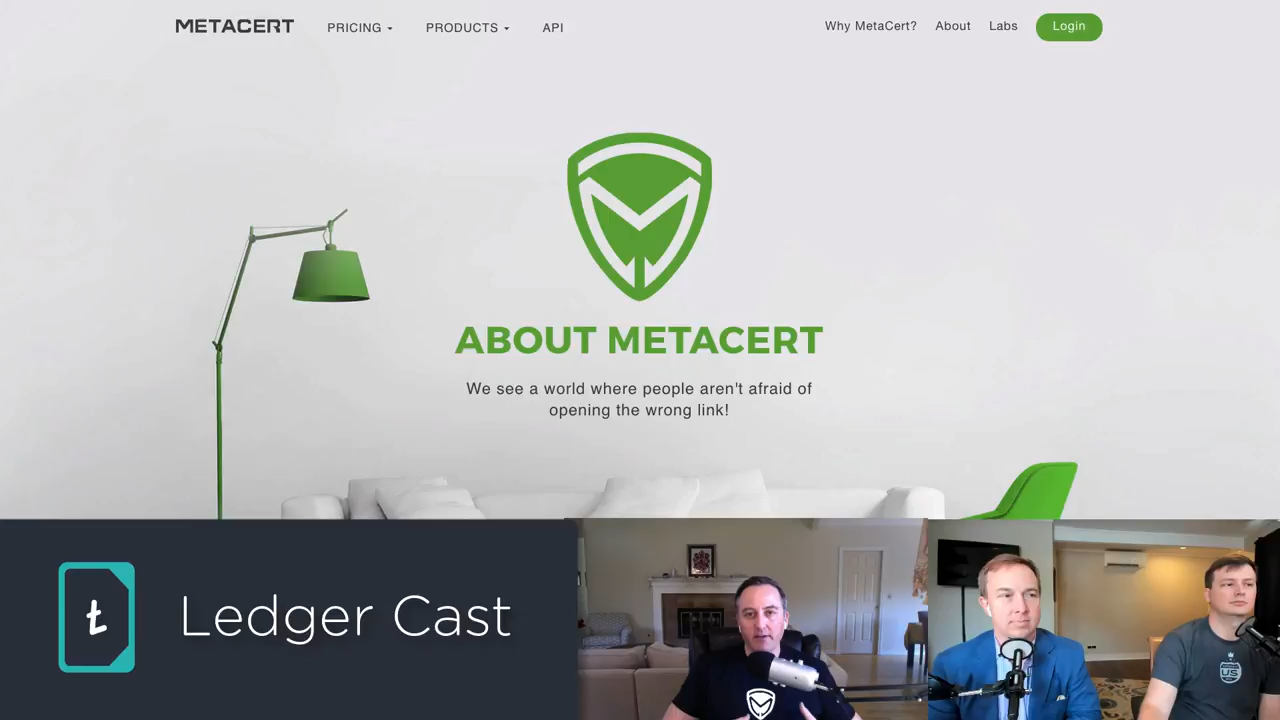 METACERT
PRICING
PRODUCTS
API
Why MetaCert?
About
Labs
Login
ABOUT METACERT
We see a world where people aren't afraid of
opening the wrong link!
Ledger Cast
US